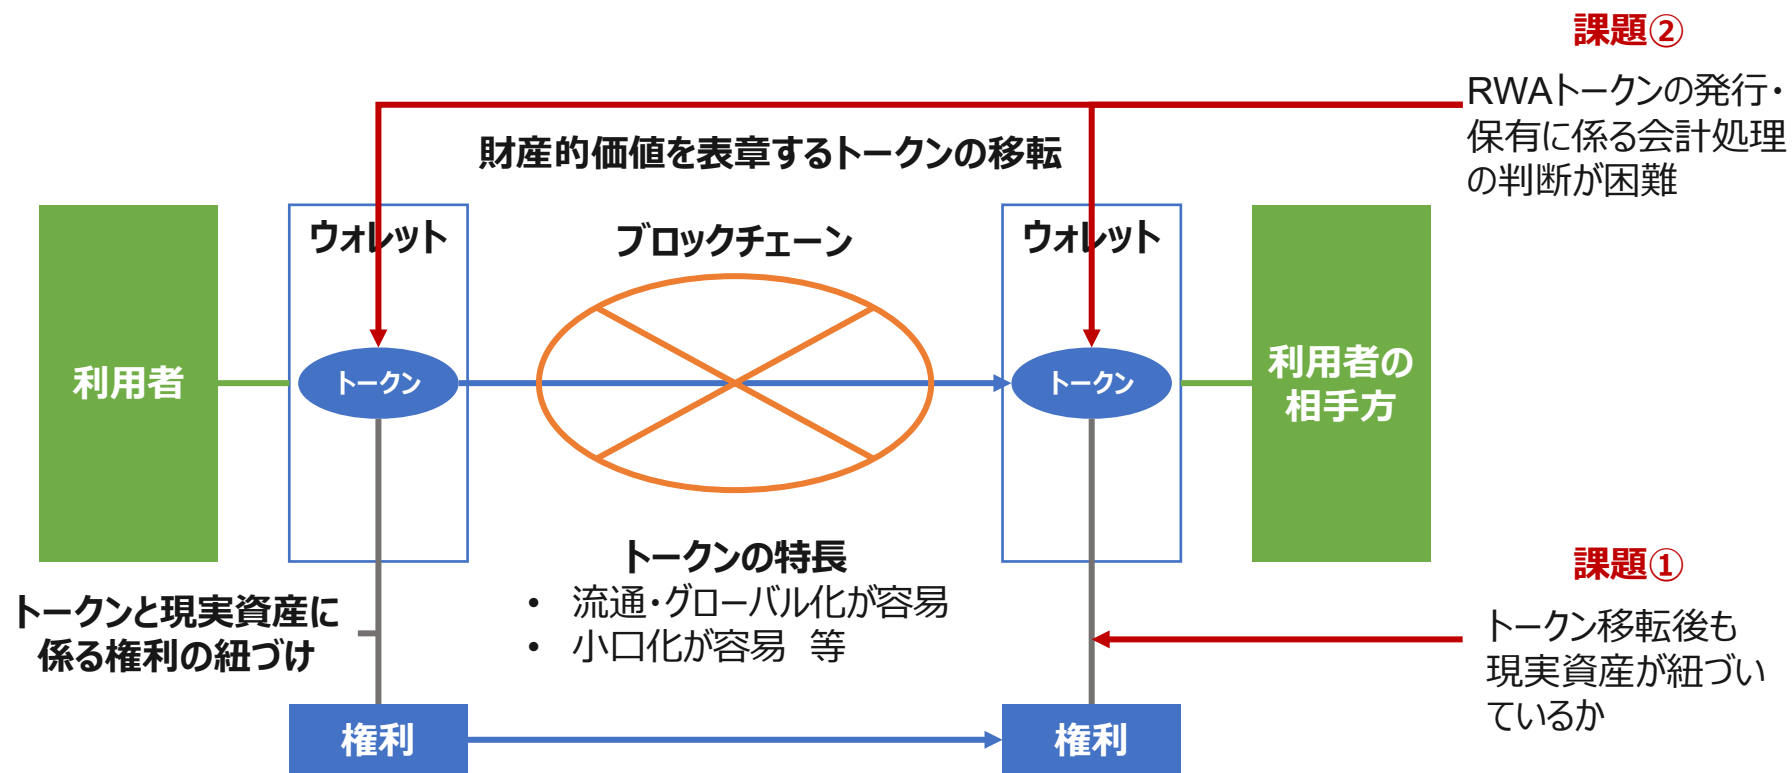 課題②
RWAトークンの発行・
保有に係る会計処理
の判断が困難
財産的価値を表章するトークンの移転
ウォレット
ブロックチェーン
ウォレット
利用者
トークン
トークン
利用者の
相手方
トークンの特長
• 流通・グローバル化が容易
• 小口化が容易 等
トークンと現実資産に
係る権利の紐づけ
課題①
トークン移転後も
現実資産が紐づい
ているか
権利
権利